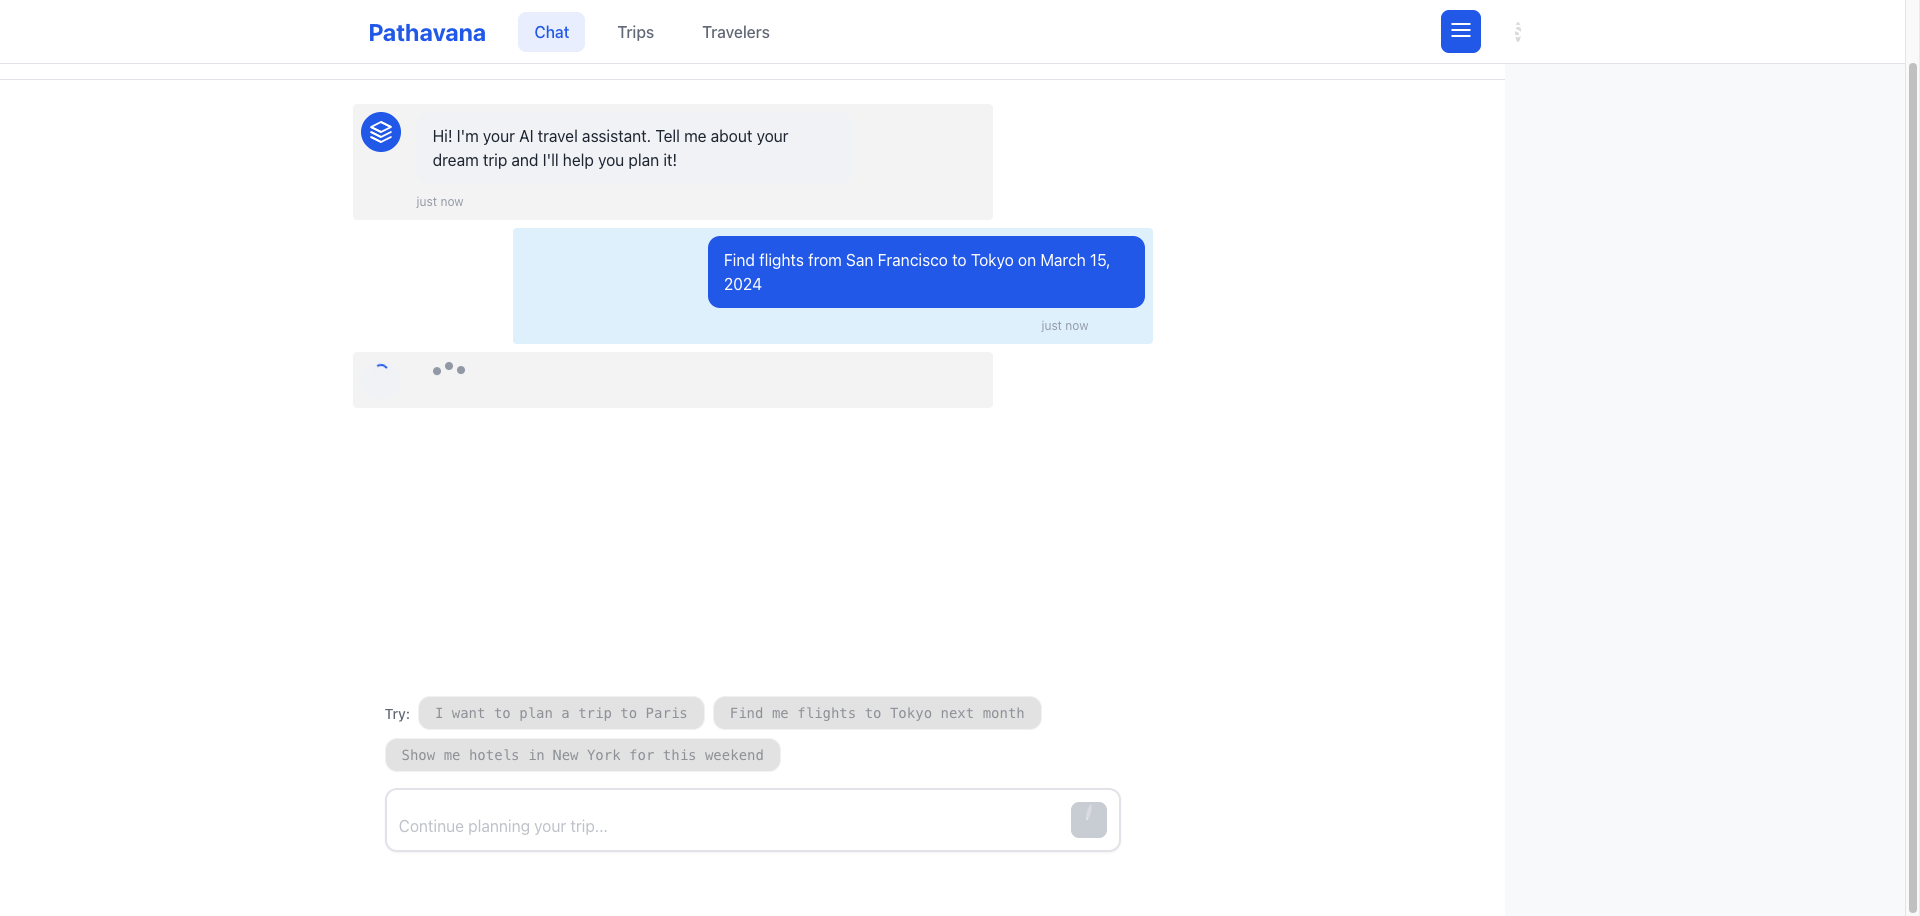 Pathavana
Chat
Trips
Travelers
Hi! I'm your AI travel assistant. Tell me about your
dream trip and I'll help you plan it!
just now
Find flights from San Francisco to Tokyo on March 15,
2024
just now
Try:
I want to plan a trip to Paris
Find me flights to Tokyo next month
Show me hotels in New York for this weekend
Continue planning your trip...